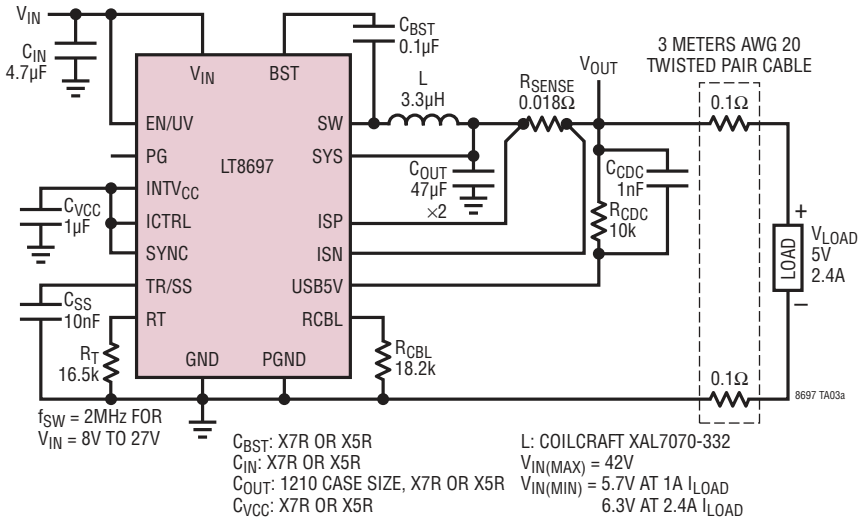 VIN
CIN
4.7µF
VIN
BST
CBST
0.1µF
L
3.3µH
RSENSE
0.018Ω
VOUT
3 METERS AWG 20
TWISTED PAIR CABLE
0.1Ω
EN/UV
PG
INTVCC
ICTRL
SYNC
TR/SS
RT
LT8697
SW
SYS
ISP
ISN
USB5V
RCBL
GND
PGND
CVCC
1µF
CSS
10nF
RT
16.5k
COUT
47µF
×2
CCDC
1nF
RCDC
10k
RCBL
18.2k
LOAD
+
VLOAD
5V
2.4A
–
0.1Ω
8697 TA03a
fSW = 2MHz FOR
VIN = 8V TO 27V
CBST: X7R OR X5R
CIN: X7R OR X5R
COUT: 1210 CASE SIZE, X7R OR X5R
CVCC: X7R OR X5R
L: COILCRAFT XAL7070-332
VIN(MAX) = 42V
VIN(MIN) = 5.7V AT 1A ILOAD
6.3V AT 2.4A ILOAD